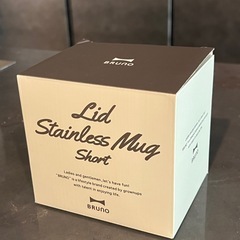 BRUNO
Lid
Stainless Mug
Short
Ladies and gentlemen, let's have fun!
"BRUNO" is a lifestyle brand created by grownups
with talent in enjoying life.
BRUNO